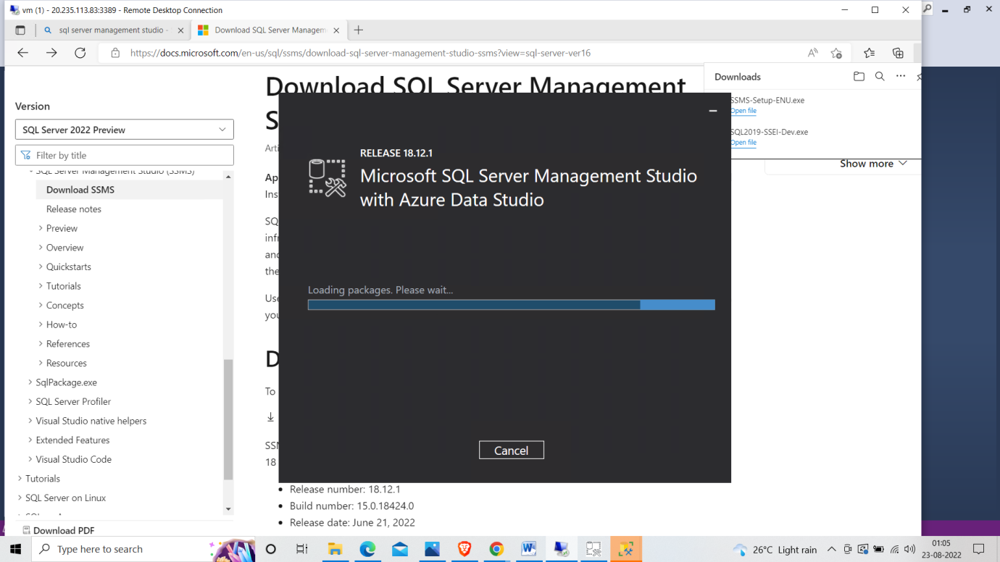 vm (1) - 20.235.113.83:3389 - Remote Desktop Connection
sql server management studio -
Download SQL Server Managem
https://docs.microsoft.com/en-us/sql/ssms/download-sql-server-management-studio-ssms?view=sql-server-ver16
Downloads
SSMS-Setup-ENU.exe
Open file
SQL2019-SSEI-Dev.exe
Open file
Show more
Version
SQL Server 2022 Preview
Filter by title
SQL Server Management Studio (SSMS)
Download SSMS
Release notes
Preview
Overview
Quickstarts
Tutorials
Concepts
How-to
References
Resources
SqlPackage.exe
SQL Server Profiler
Visual Studio native helpers
Extended Features
Visual Studio Code
Tutorials
SQL Server on Linux
Download PDF
Download SQL Server Management
S
Arti
Ap
Ins
SQ
infr
and
the
Use
you
D
To
SSM
18
RELEASE 18.12.1
Microsoft SQL Server Management Studio
with Azure Data Studio
Loading packages. Please wait...
Cancel
• Release number: 18.12.1
• Build number: 15.0.18424.0
• Release date: June 21, 2022
Type here to search
26°C Light rain
01:05
23-08-2022